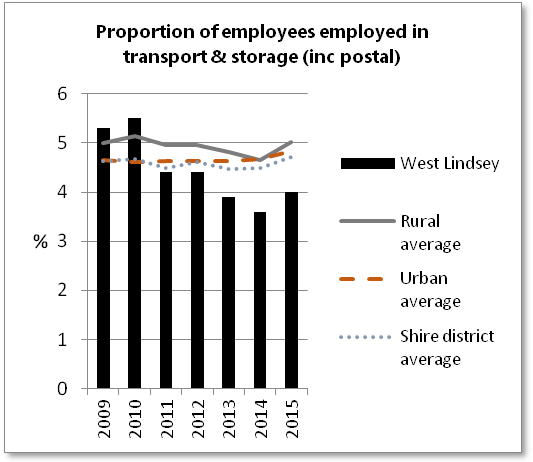 Proportion of employees employed in
transport & storage (inc postal)
6
5
4
3
2
1
0
%
2009
2010
2011
2012
2013
2014
2015
West Lindsey
Rural
average
Urban
average
Shire district
average